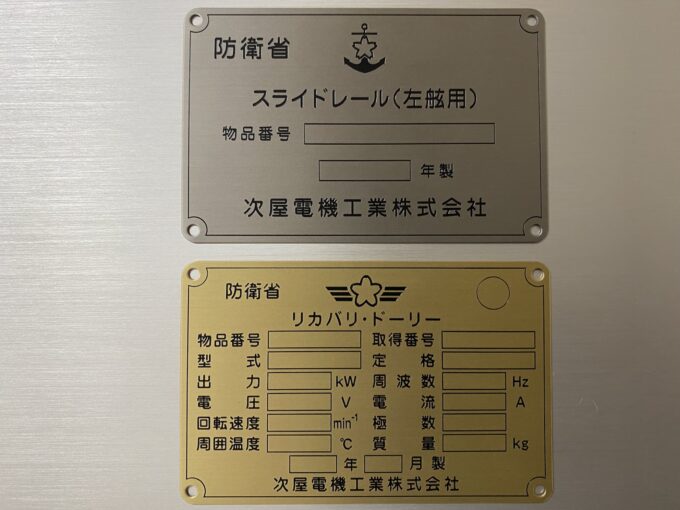 防衛省
スライドレール(左舷用)
物品番号
年製
次屋電機工業株式会社
防衛省
リカバリ・ドーリー
物品番号 取得番号
型式 定格
出力 kW 周波数 Hz
電圧 V 電流 A
回転速度 min⁻¹ 極数
周囲温度 ℃ 質量 kg
年 月製
次屋電機工業株式会社